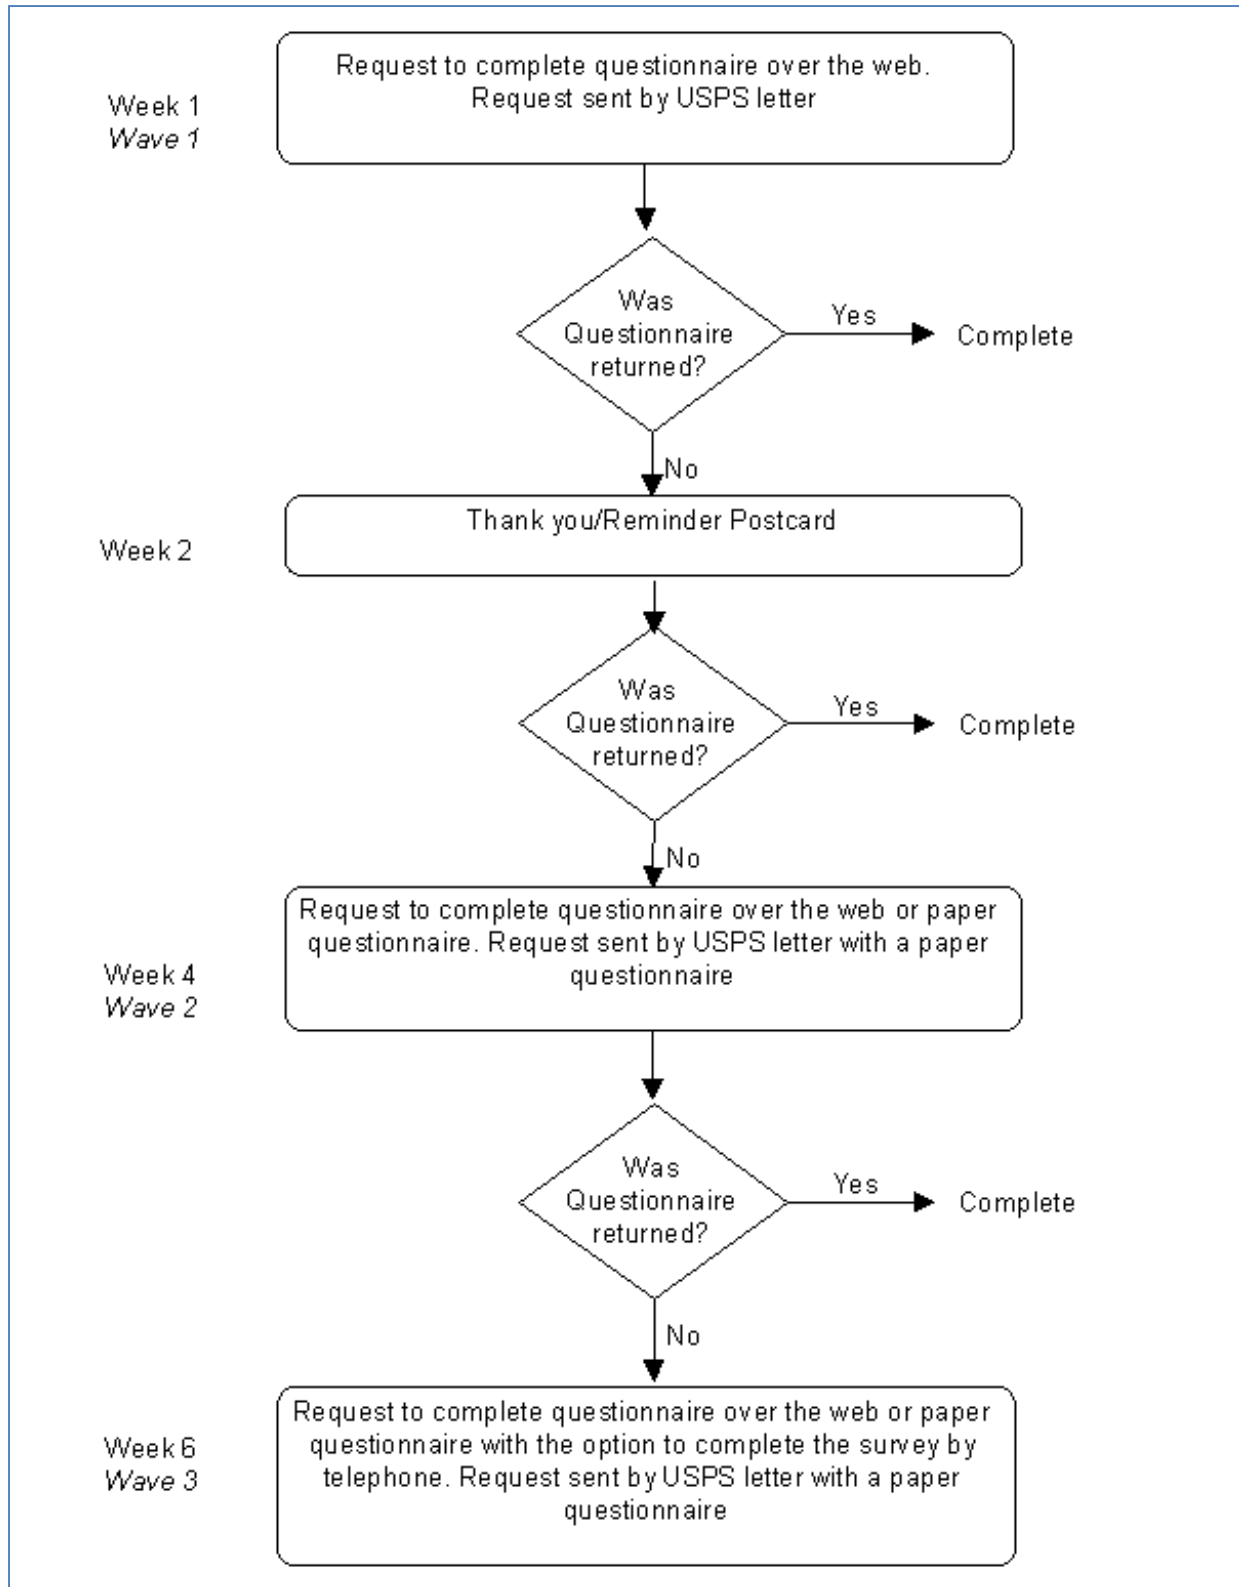 Request to complete questionnaire over the web.
Request sent by USPS letter
Week 1
Wave 1
Was
Questionnaire
returned?
Yes
Complete
No
Thank you/Reminder Postcard
Week 2
Was
Questionnaire
returned?
Yes
Complete
No
Request to complete questionnaire over the web or paper
questionnaire. Request sent by USPS letter with a paper
questionnaire
Week 4
Wave 2
Was
Questionnaire
returned?
Yes
Complete
No
Request to complete questionnaire over the web or paper
questionnaire with the option to complete the survey by
telephone. Request sent by USPS letter with a paper
questionnaire
Week 6
Wave 3